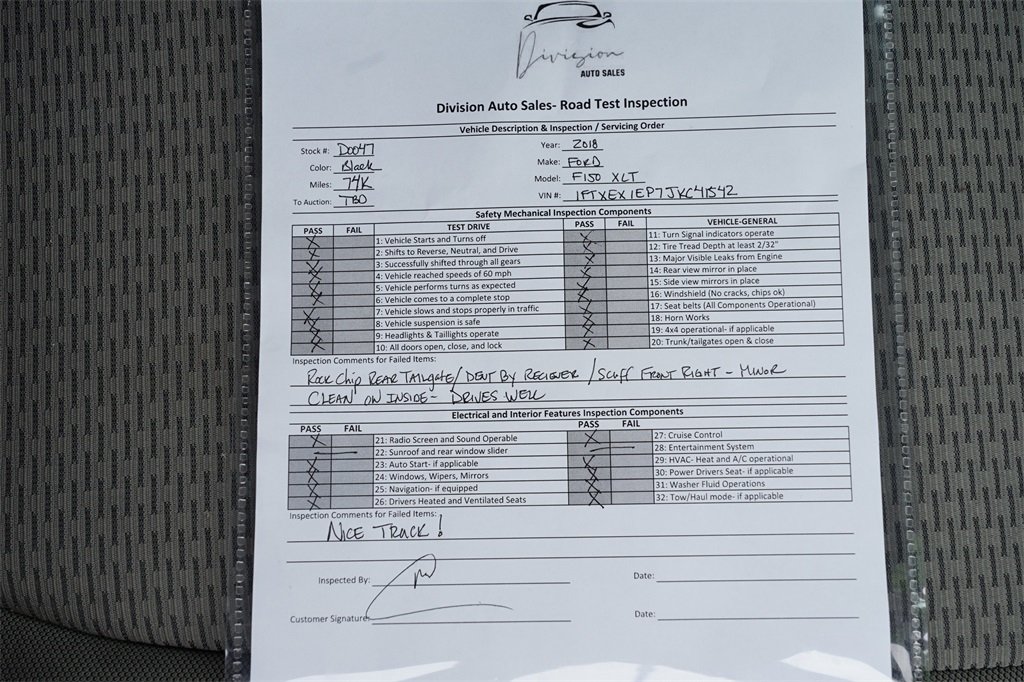 Division
AUTO SALES
Division Auto Sales- Road Test Inspection
Vehicle Description & Inspection / Servicing Order
Stock #: D0047
Color: Black
Miles: 74K
To Auction: TBD
Year: 2018
Make: FORD
Model: F150 XLT
VIN #: 1FTXEX1EP7JKC41542
Safety Mechanical Inspection Components
PASS FAIL TEST DRIVE
1: Vehicle Starts and Turns off
2: Shifts to Reverse, Neutral, and Drive
3: Successfully shifted through all gears
4: Vehicle reached speeds of 60 mph
5: Vehicle performs turns as expected
6: Vehicle comes to a complete stop
7: Vehicle slows and stops properly in traffic
8: Vehicle suspension is safe
9: Headlights & Taillights operate
10: All doors open, close, and lock
PASS FAIL VEHICLE-GENERAL
11: Turn Signal indicators operate
12: Tire Tread Depth at least 2/32"
13: Major Visible Leaks from Engine
14: Rear view mirror in place
15: Side view mirrors in place
16: Windshield (No cracks, chips ok)
17: Seat belts (All Components Operational)
18: Horn Works
19: 4x4 operational- if applicable
20: Trunk/tailgates open & close
Inspection Comments for Failed Items:
Rock Chip REAR TAILGATE/ DENT BY RECIEVER / SCUFF FRONT RIGHT - MINOR
CLEAN ON INSIDE- DRIVES WELL
Electrical and Interior Features Inspection Components
PASS FAIL
21: Radio Screen and Sound Operable
22: Sunroof and rear window slider
23: Auto Start- if applicable
24: Windows, Wipers, Mirrors
25: Navigation- if equipped
26: Drivers Heated and Ventilated Seats
PASS FAIL
27: Cruise Control
28: Entertainment System
29: HVAC- Heat and A/C operational
30: Power Drivers Seat- if applicable
31: Washer Fluid Operations
32: Tow/Haul mode- if applicable
Inspection Comments for Failed Items:
NICE TRUCK!
Inspected By:
Date:
Customer Signature:
Date: